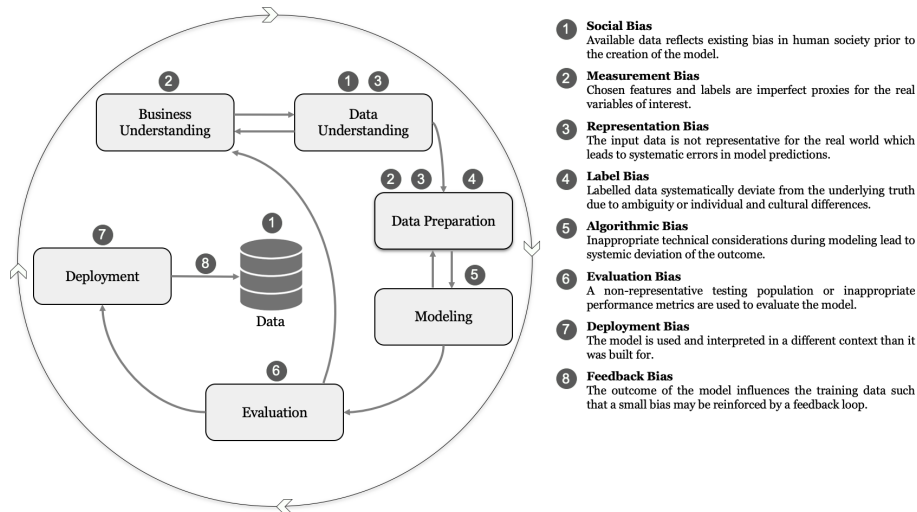 1 3
2
Business
Understanding
Data
Understanding
2 3 4
Data Preparation
7
1
Deployment
8
Data
5
Modeling
6
Evaluation
1 Social Bias
Available data reflects existing bias in human society prior to
the creation of the model.
2 Measurement Bias
Chosen features and labels are imperfect proxies for the real
variables of interest.
3 Representation Bias
The input data is not representative for the real world which
leads to systematic errors in model predictions.
4 Label Bias
Labelled data systematically deviate from the underlying truth
due to ambiguity or individual and cultural differences.
5 Algorithmic Bias
Inappropriate technical considerations during modeling lead to
systemic deviation of the outcome.
6 Evaluation Bias
A non-representative testing population or inappropriate
performance metrics are used to evaluate the model.
7 Deployment Bias
The model is used and interpreted in a different context than it
was built for.
8 Feedback Bias
The outcome of the model influences the training data such
that a small bias may be reinforced by a feedback loop.